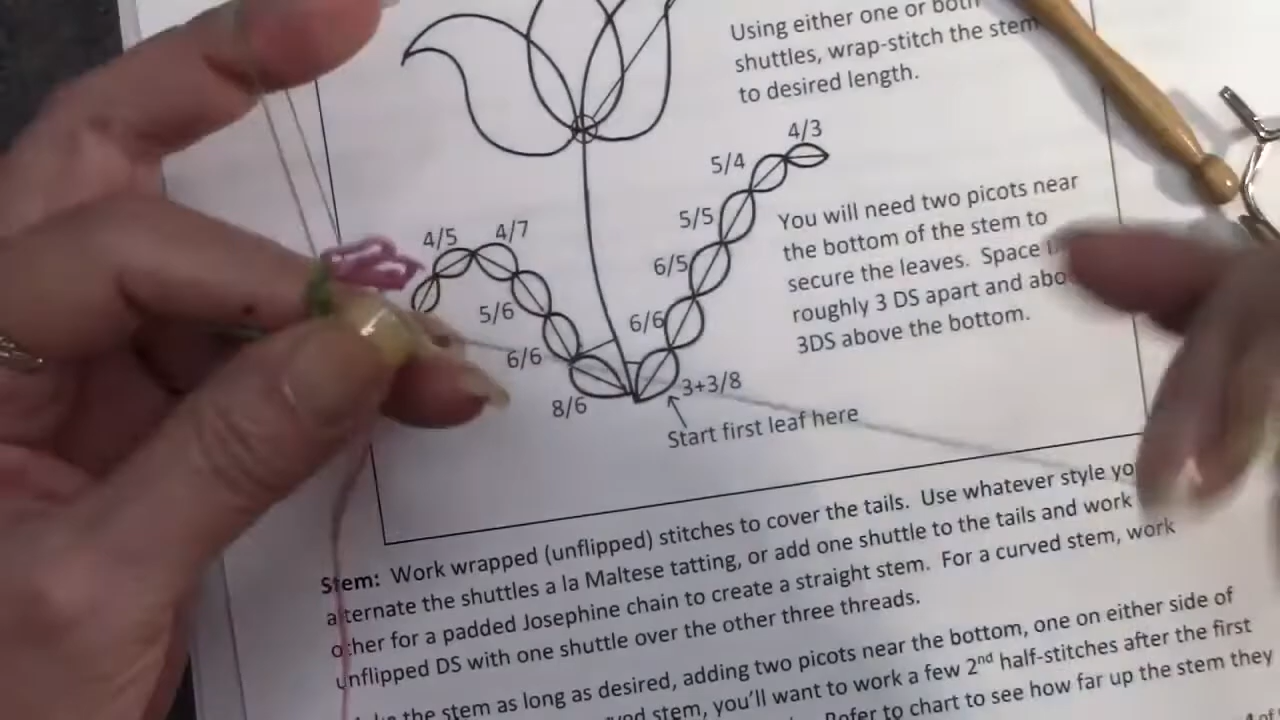 Using either one or both
shuttles, wrap-stitch the stem
to desired length.
4/3
5/4
5/5
6/5
6/6
3+3/8
4/5
4/7
5/6
6/6
8/6
You will need two picots near
the bottom of the stem to
secure the leaves. Space
roughly 3 DS apart and
3DS above the bottom.
Start first leaf here
Stem: Work wrapped (unflipped) stitches to cover the tails. Use whatever style
alternate the shuttles a la Maltese tatting, or add one shuttle to the tails and work
other for a padded Josephine chain to create a straight stem. For a curved stem, work
unflipped DS with one shuttle over the other three threads.
the stem as long as desired, adding two picots near the bottom, one on either side of
stem, you'll want to work a few 2nd half-stitches after the first
Refer to chart to see how far up the stem they